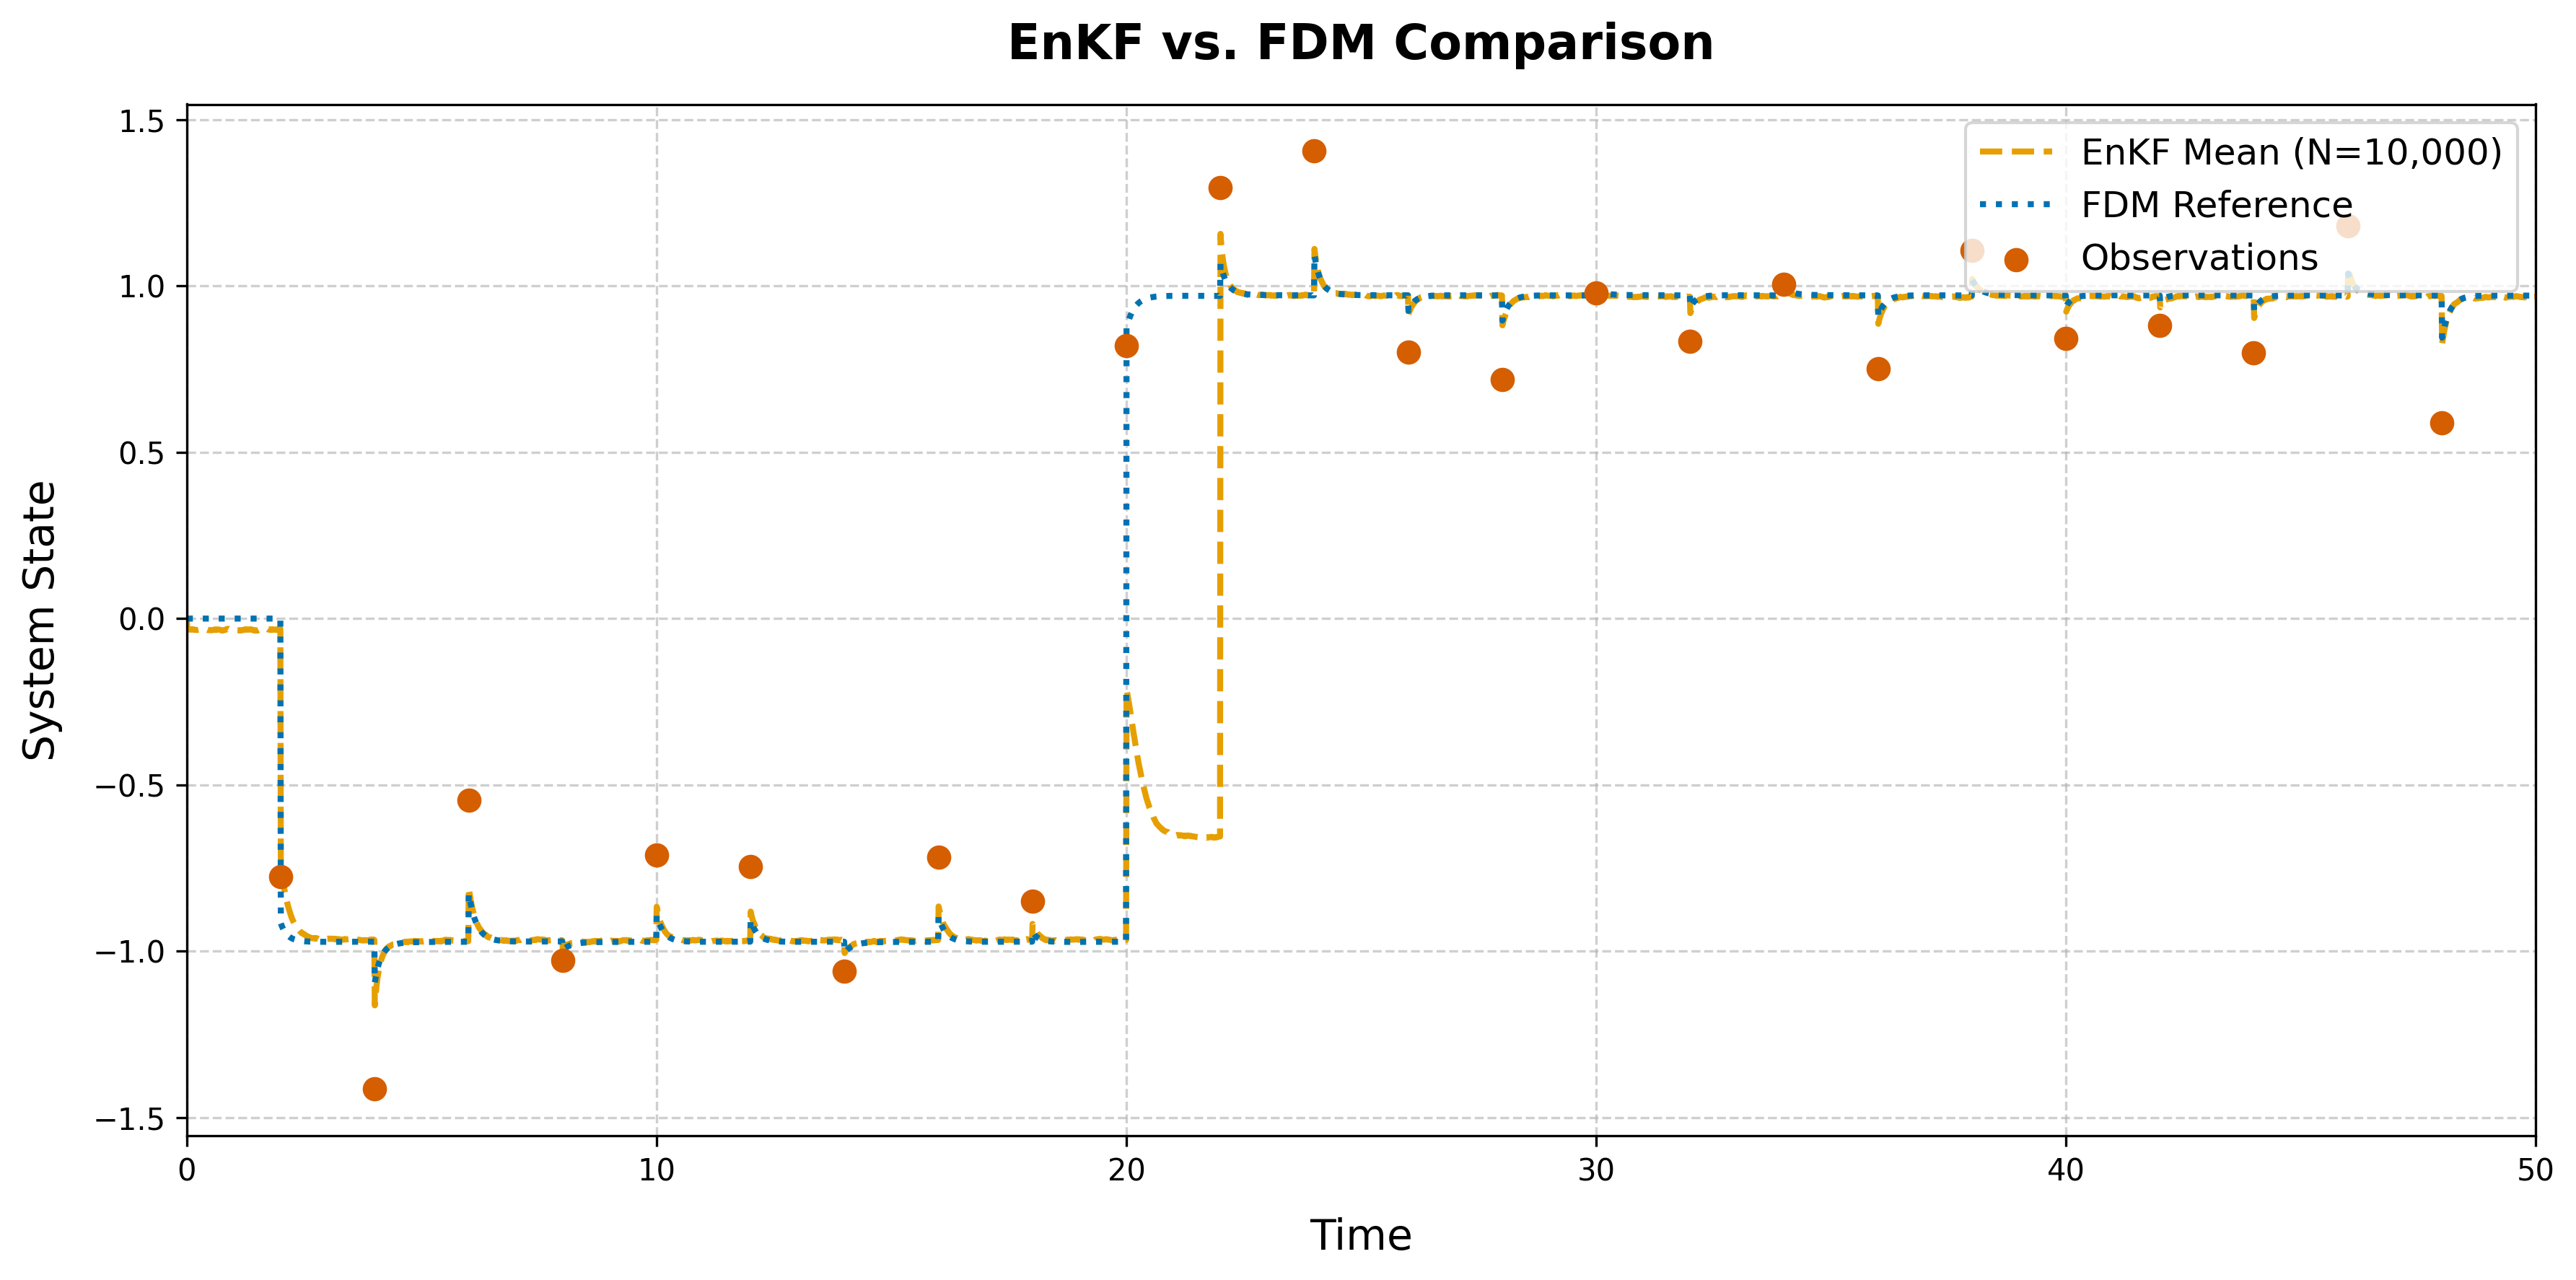 EnKF vs. FDM Comparison
1.5
1.0
0.5
0.0
−0.5
−1.0
−1.5
System State
EnKF Mean (N=10,000)
FDM Reference
Observations
0 10 20 30 40 50
Time